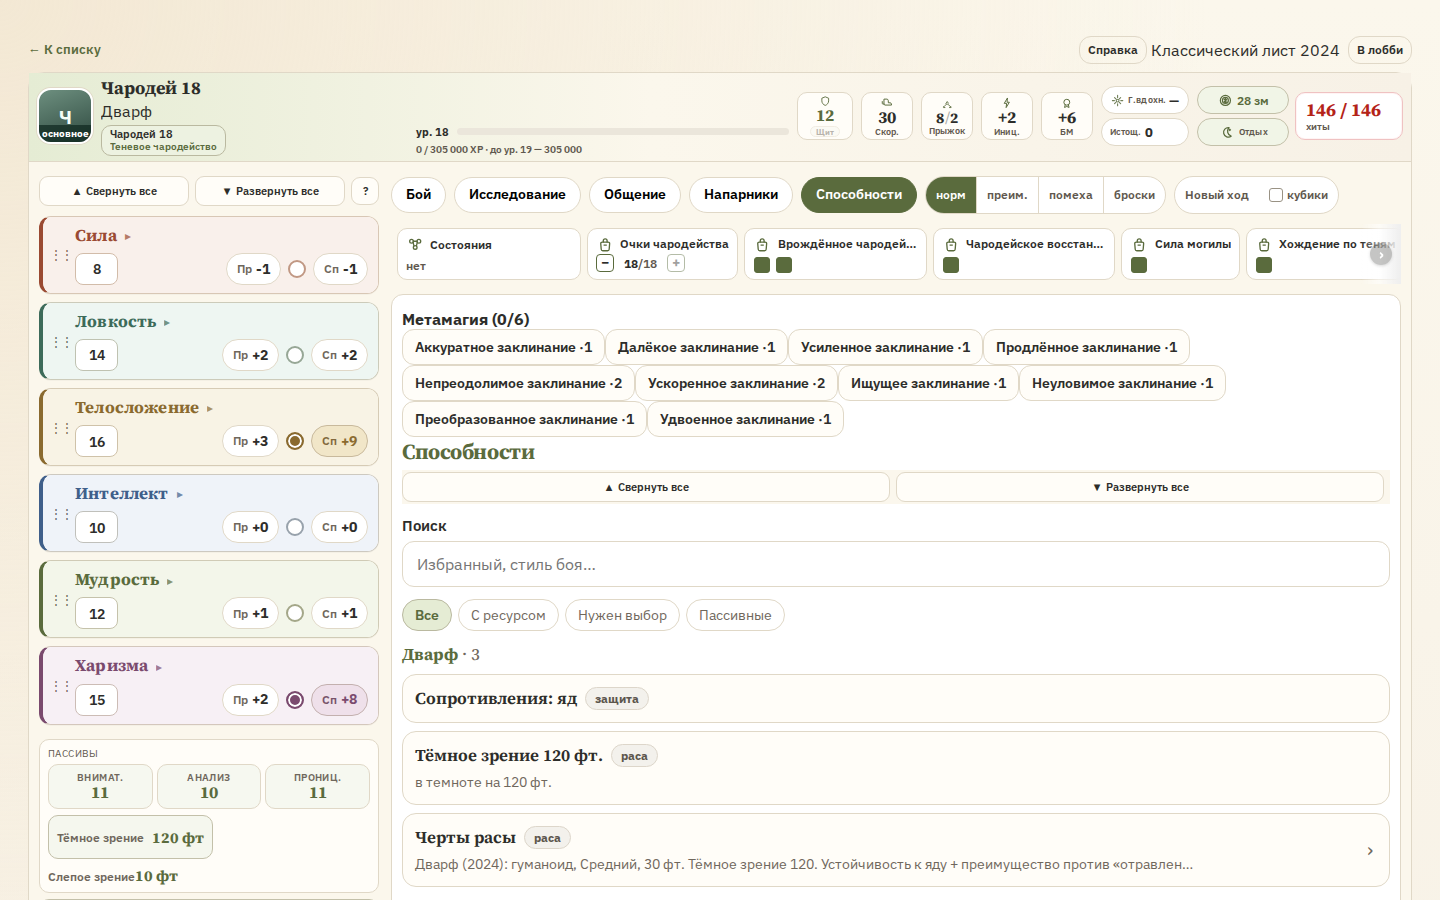 ← К списку
Справка Классический лист 2024 В лобби
Ч
основное
Чародей 18
Дварф
Чародей 18
Теневое чародейство
ур. 18
0 / 305 000 XP · до ур. 19 — 305 000
12
Щит
30
Скор.
8/2
Прыжок
+2
Иниц.
+6
БМ
Г.вдохн. —
Истощ. 0
28 зм
Отдых
146 / 146
хиты
▲ Свернуть все ▼ Развернуть все ?
Сила ▸
8 Пр -1 Сп -1
Ловкость ▸
14 Пр +2 Сп +2
Телосложение ▸
16 Пр +3 Сп +9
Интеллект ▸
10 Пр +0 Сп +0
Мудрость ▸
12 Пр +1 Сп +1
Харизма ▸
15 Пр +2 Сп +8
ПАССИВЫ
ВНИМАТ. АНАЛИЗ ПРОНИЦ.
11 10 11
Тёмное зрение 120 фт
Слепое зрение10 фт
Бой Исследование Общение Напарники Способности норм преим. помеха броски Новый ход кубики
Состояния
нет
Очки чародейства
− 18/18 +
Врождённое чародей...
Чародейское восстан...
Сила могилы
Хождение по теням
›
Метамагия (0/6)
Аккуратное заклинание ·1 Далёкое заклинание ·1 Усиленное заклинание ·1 Продлённое заклинание ·1
Непреодолимое заклинание ·2 Ускоренное заклинание ·2 Ищущее заклинание ·1 Неуловимое заклинание ·1
Преобразованное заклинание ·1 Удвоенное заклинание ·1
Способности
▲ Свернуть все ▼ Развернуть все
Поиск
Избранный, стиль боя...
Все С ресурсом Нужен выбор Пассивные
Дварф · 3
Сопротивления: яд защита
Тёмное зрение 120 фт. раса
в темноте на 120 фт.
Черты расы раса
Дварф (2024): гуманоид, Средний, 30 фт. Тёмное зрение 120. Устойчивость к яду + преимущество против «отравлен... ›